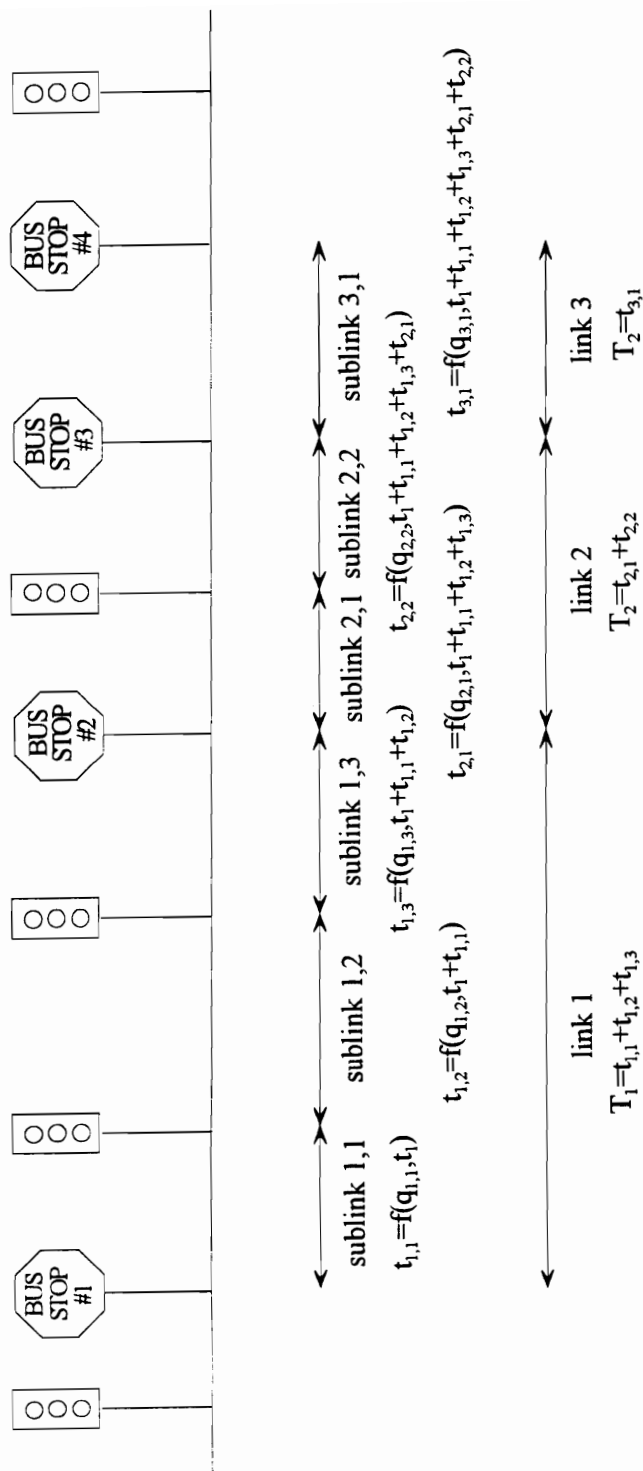 BUS
STOP
#1
BUS
STOP
#2
BUS
STOP
#3
BUS
STOP
#4
sublink 1,1
sublink 1,2
sublink 1,3
sublink 2,1
sublink 2,2
sublink 3,1
t₁,₁=f(q₁,₁,t₁)
t₁,₂=f(q₁,₂,t₁+t₁,₁)
t₁,₃=f(q₁,₃,t₁+t₁,₁+t₁,₂)
t₂,₁=f(q₂,₁,t₁+t₁,₁+t₁,₂+t₁,₃)
t₂,₂=f(q₂,₂,t₁+t₁,₁+t₁,₂+t₁,₃+t₂,₁)
t₃,₁=f(q₃,₁,t₁+t₁,₁+t₁,₂+t₁,₃+t₂,₁+t₂,₂)
link 1
T₁=t₁,₁+t₁,₂+t₁,₃
link 2
T₂=t₂,₁+t₂,₂
link 3
T₂=t₃,₁